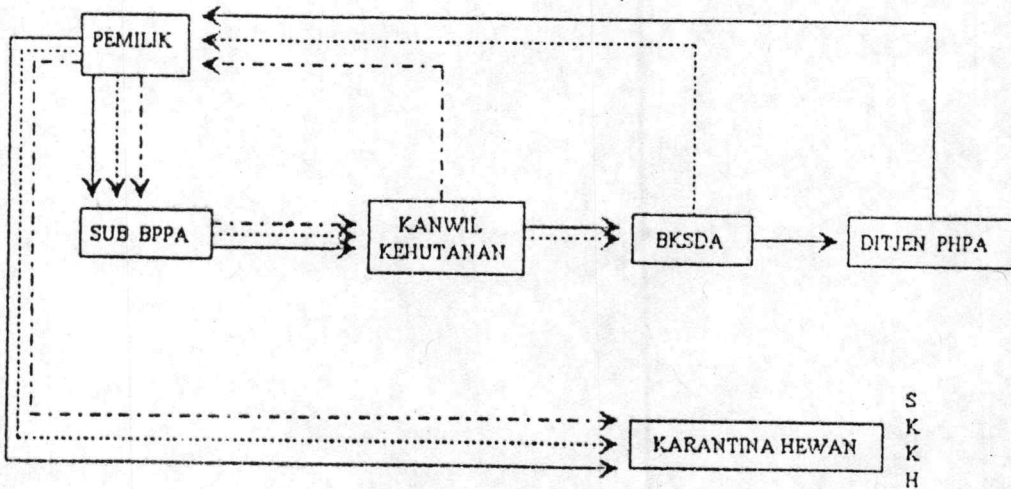 PEMILIK
SUB BPPA
KANWIL
KEHUTANAN
BKSDA
DITJEN PHPA
KARANTINA HEWAN
S
K
K
H